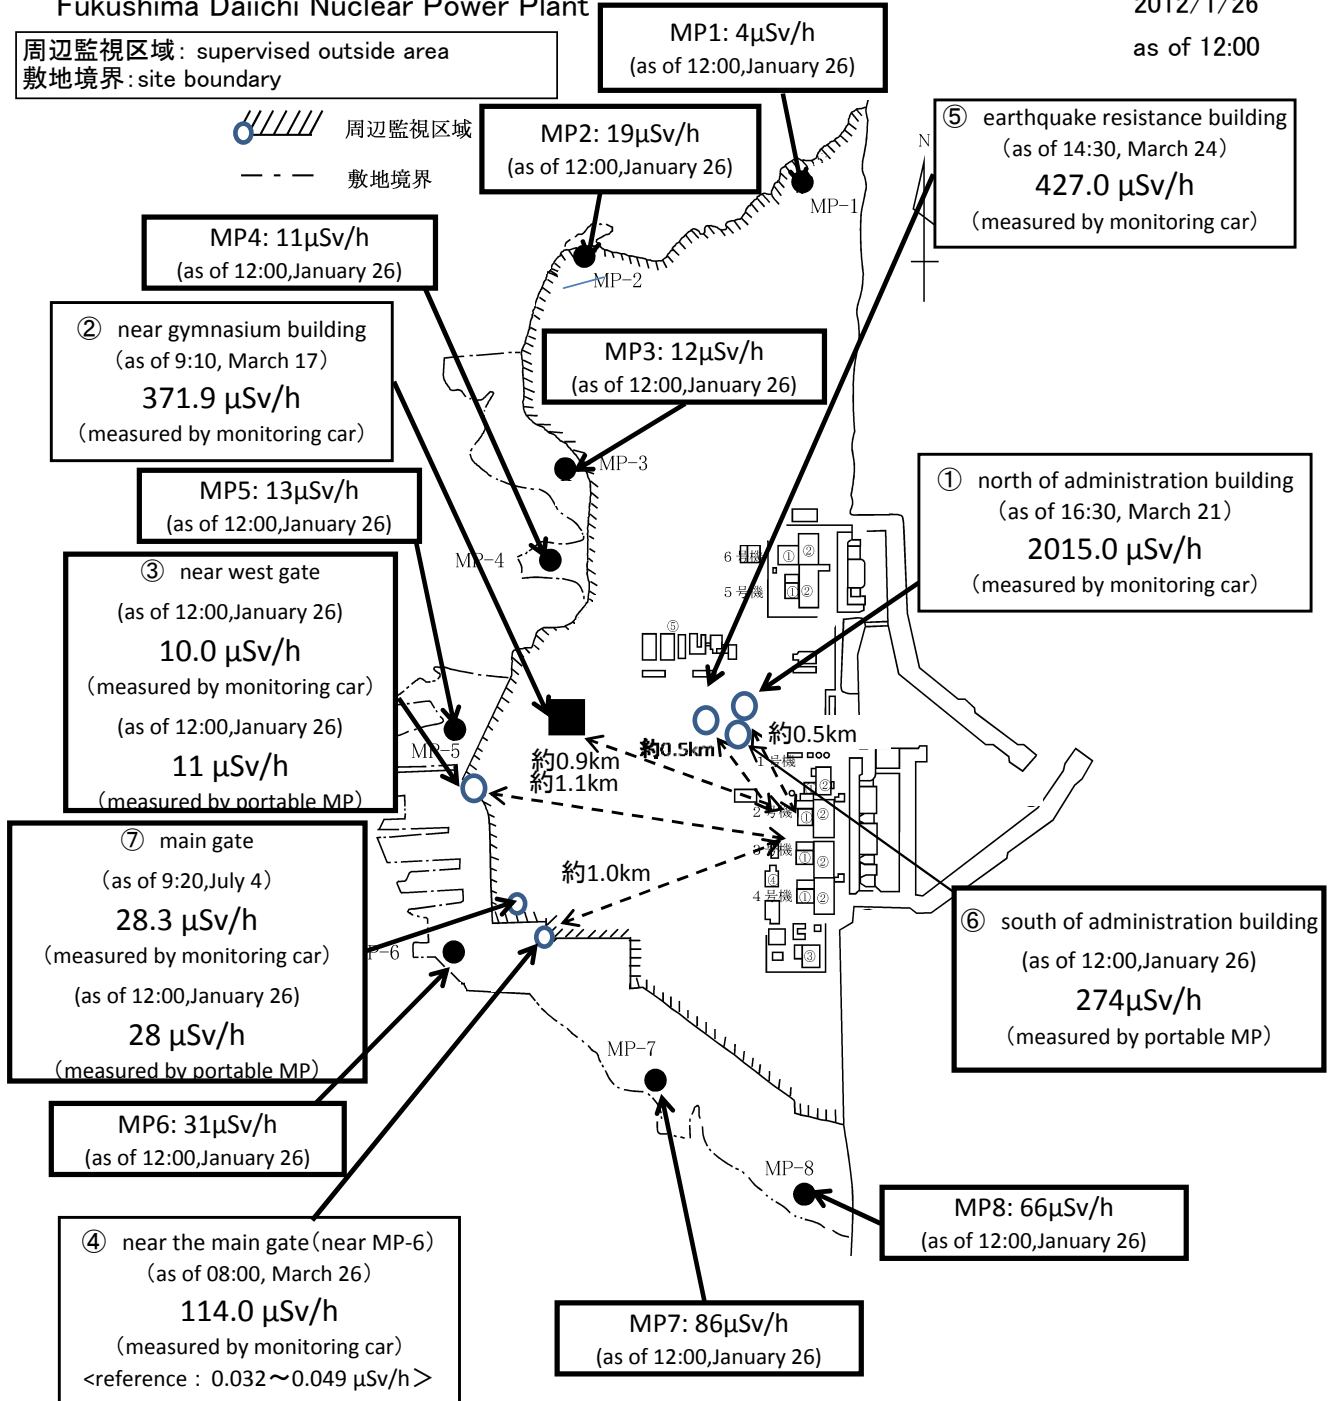 Fukushima Daiichi Nuclear Power Plant
2012/1/26
as of 12:00
周辺監視区域: supervised outside area
敷地境界:site boundary
周辺監視区域
敷地境界
MP1: 4μSv/h
(as of 12:00,January 26)
MP2: 19μSv/h
(as of 12:00,January 26)
⑤ earthquake resistance building
(as of 14:30, March 24)
427.0 μSv/h
(measured by monitoring car)
N
MP-1
MP4: 11μSv/h
(as of 12:00,January 26)
MP-2
② near gymnasium building
(as of 9:10, March 17)
371.9 μSv/h
(measured by monitoring car)
MP3: 12μSv/h
(as of 12:00,January 26)
MP-3
MP5: 13μSv/h
(as of 12:00,January 26)
① north of administration building
(as of 16:30, March 21)
2015.0 μSv/h
(measured by monitoring car)
MP-4
6号機
① ②
5号機
① ②
③ near west gate
(as of 12:00,January 26)
10.0 μSv/h
(measured by monitoring car)
(as of 12:00,January 26)
11 μSv/h
(measured by portable MP)
⑤
MP-5
約0.9km
約1.1km
約0.5km
約0.5km
1号機
②
2号機
① ②
3号機
① ②
④
4号機
① ②
③
約1.0km
⑦ main gate
(as of 9:20,July 4)
28.3 μSv/h
(measured by monitoring car)
(as of 12:00,January 26)
28 μSv/h
(measured by portable MP)
P-6
⑥ south of administration building
(as of 12:00,January 26)
274μSv/h
(measured by portable MP)
MP-7
MP6: 31μSv/h
(as of 12:00,January 26)
MP-8
MP8: 66μSv/h
(as of 12:00,January 26)
④ near the main gate(near MP-6)
(as of 08:00, March 26)
114.0 μSv/h
(measured by monitoring car)
<reference : 0.032～0.049 μSv/h＞
MP7: 86μSv/h
(as of 12:00,January 26)